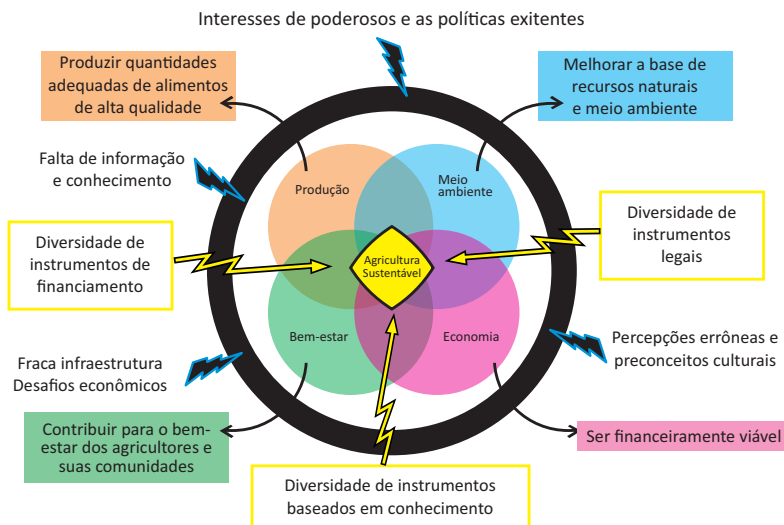 Interesses de poderosos e as políticas exitentes
Produzir quantidades
adequadas de alimentos
de alta qualidade
Melhorar a base de
recursos naturais
e meio ambiente
Falta de informação
e conhecimento
Produção
Meio
ambiente
Diversidade de
instrumentos de
financiamento
Agricultura
Sustentável
Diversidade de
instrumentos
legais
Bem-estar
Economia
Fraca infraestrutura
Desafios econômicos
Percepções errôneas e
preconceitos culturais
Contribuir para o bem-
estar dos agricultores e
suas comunidades
Ser financeiramente viável
Diversidade de instrumentos
baseados em conhecimento